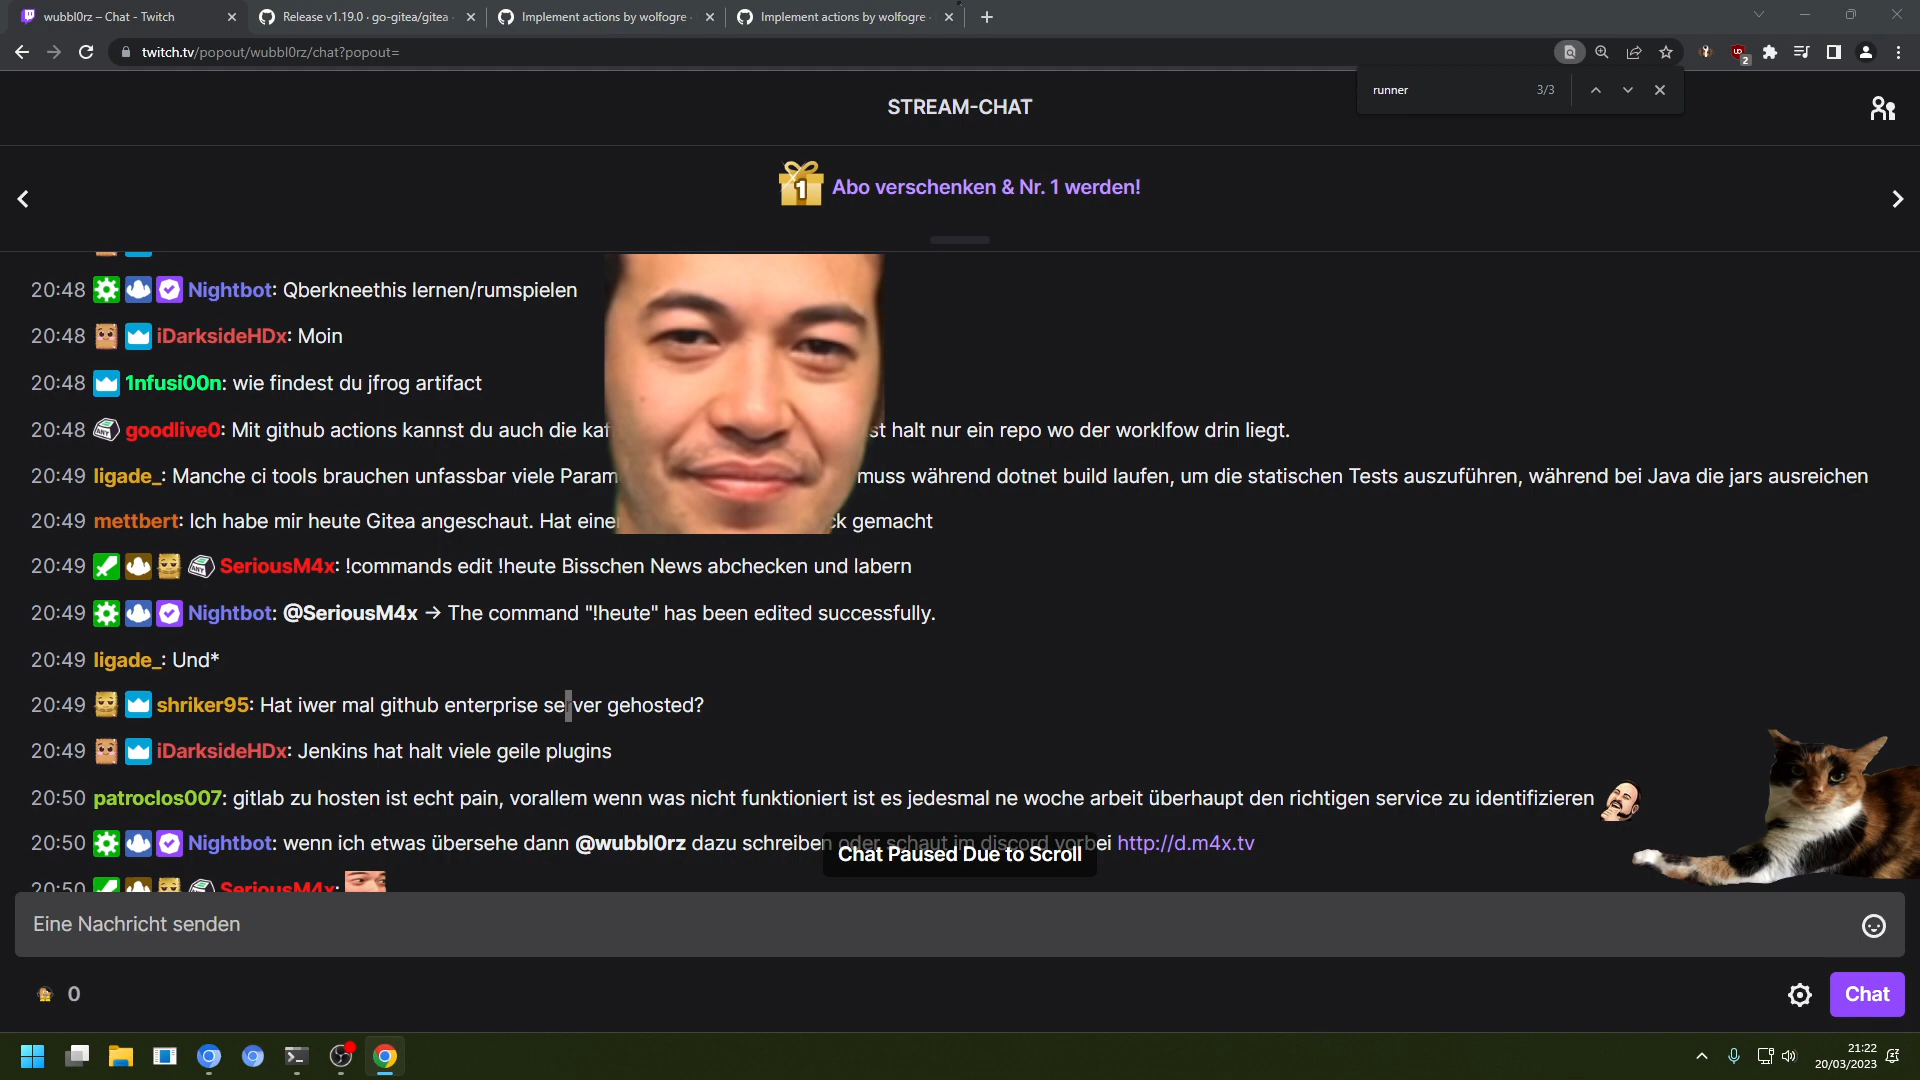 wubbl0rz – Chat - Twitch
Release v1.19.0 · go-gitea/gitea
Implement actions by wolfogre
Implement actions by wolfogre
twitch.tv/popout/wubbl0rz/chat?popout=
2
runner
3/3
STREAM-CHAT
1
Abo verschenken & Nr. 1 werden!
20:48 Nightbot: Qberkneethis lernen/rumspielen
20:48 iDarksideHDx: Moin
20:48 1nfusi00n: wie findest du jfrog artifact
20:48 goodlive0: Mit github actions kannst du auch die st halt nur ein repo wo der worklfow drin liegt.
20:49 ligade_: Manche ci tools brauchen unfassbar viele Param muss während dotnet build laufen, um die statischen Tests auszuführen, während bei Java die jars ausreichen
20:49 mettbert: Ich habe mir heute Gitea angeschaut. Hat eine ck gemacht
20:49 SeriousM4x: !commands edit !heute Bisschen News abchecken und labern
20:49 Nightbot: @SeriousM4x → The command "!heute" has been edited successfully.
20:49 ligade_: Und*
20:49 shriker95: Hat iwer mal github enterprise server gehosted?
20:49 iDarksideHDx: Jenkins hat halt viele geile plugins
20:50 patroclos007: gitlab zu hosten ist echt pain, vorallem wenn was nicht funktioniert ist es jedesmal ne woche arbeit überhaupt den richtigen service zu identifizieren
20:50 Nightbot: wenn ich etwas übersehe dann @wubbl0rz dazu schreiben oder schaut im discord vorbei http://d.m4x.tv
Chat Paused Due to Scroll
20:50 SeriousM4x:
Eine Nachricht senden
0
Chat
21:22
20/03/2023